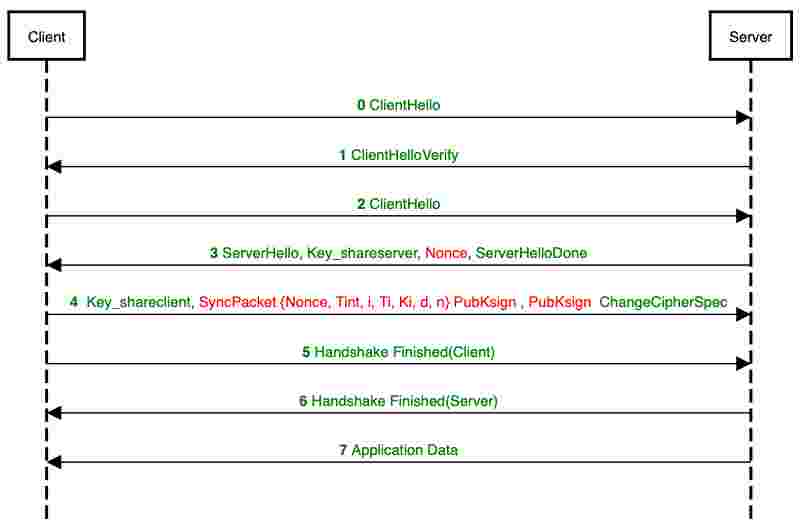 Client
Server
0 ClientHello
1 ClientHelloVerify
2 ClientHello
3 ServerHello, Key_shareserver, Nonce, ServerHelloDone
4 Key_shareclient, SyncPacket {Nonce, Tint, i, Ti, Ki, d, n} PubKsign , PubKsign ChangeCipherSpec
5 Handshake Finished(Client)
6 Handshake Finished(Server)
7 Application Data